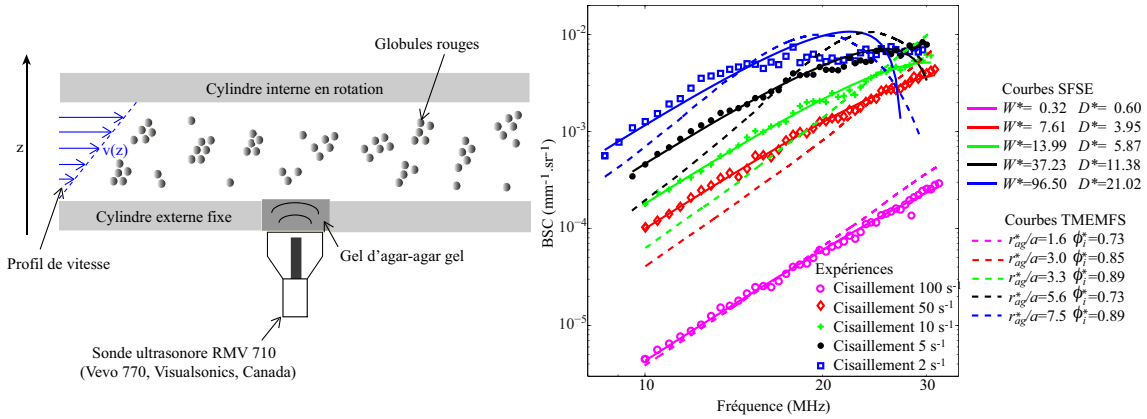 Globules rouges
Cylindre interne en rotation
z
v(z)
Cylindre externe fixe
Profil de vitesse
Gel d'agar-agar gel
Sonde ultrasonore RMV 710
(Vevo 770, Visualsonics, Canada)
BSC (mm⁻¹.sr⁻¹)
10⁻²
10⁻³
10⁻⁴
10⁻⁵
Expériences
Cisaillement 100 s⁻¹
Cisaillement 50 s⁻¹
Cisaillement 10 s⁻¹
Cisaillement 5 s⁻¹
Cisaillement 2 s⁻¹
10 20 30
Fréquence (MHz)
Courbes SFSE
W*= 0.32 D*= 0.60
W*= 7.61 D*= 3.95
W*=13.99 D*= 5.87
W*=37.23 D*=11.38
W*=96.50 D*=21.02
Courbes TMEMFS
r*ag/a=1.6 ϕ*i=0.73
r*ag/a=3.0 ϕ*i=0.85
r*ag/a=3.3 ϕ*i=0.89
r*ag/a=5.6 ϕ*i=0.73
r*ag/a=7.5 ϕ*i=0.89